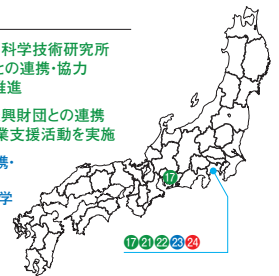 科学技術研究所
との連携・協力
推進
興財団との連携
業支援活動を実施
携・
学
17
17 21 22 23 24